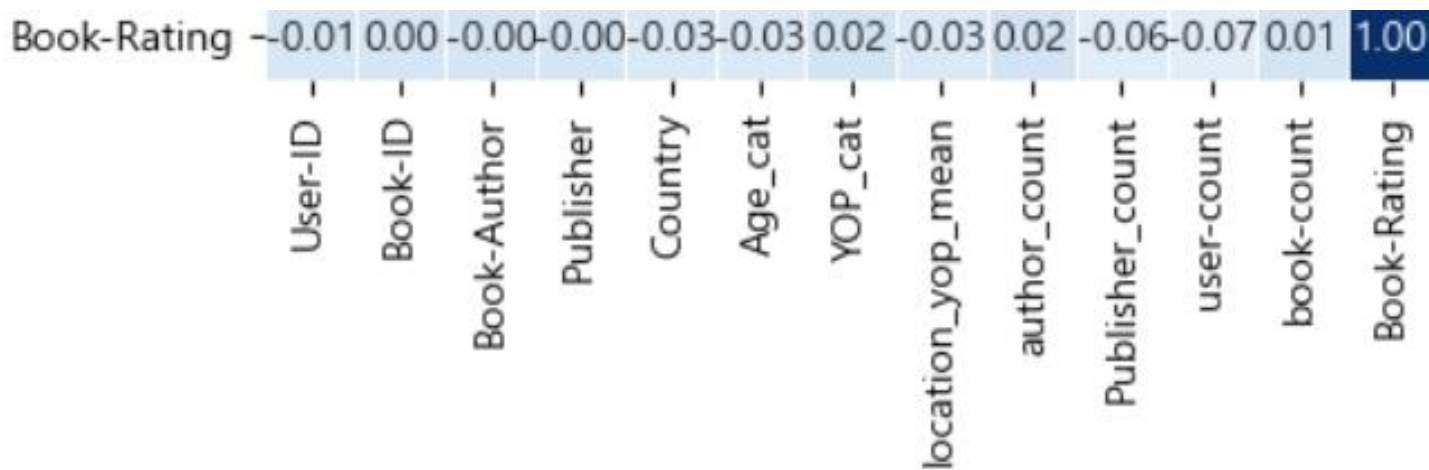 Book-Rating -0.01 0.00 -0.00 -0.00 -0.03 -0.03 0.02 -0.03 0.02 -0.06 -0.07 0.01 1.00
User-ID
Book-ID
Book-Author
Publisher
Country
Age_cat
YOP_cat
location_yop_mean
author_count
Publisher_count
user-count
book-count
Book-Rating